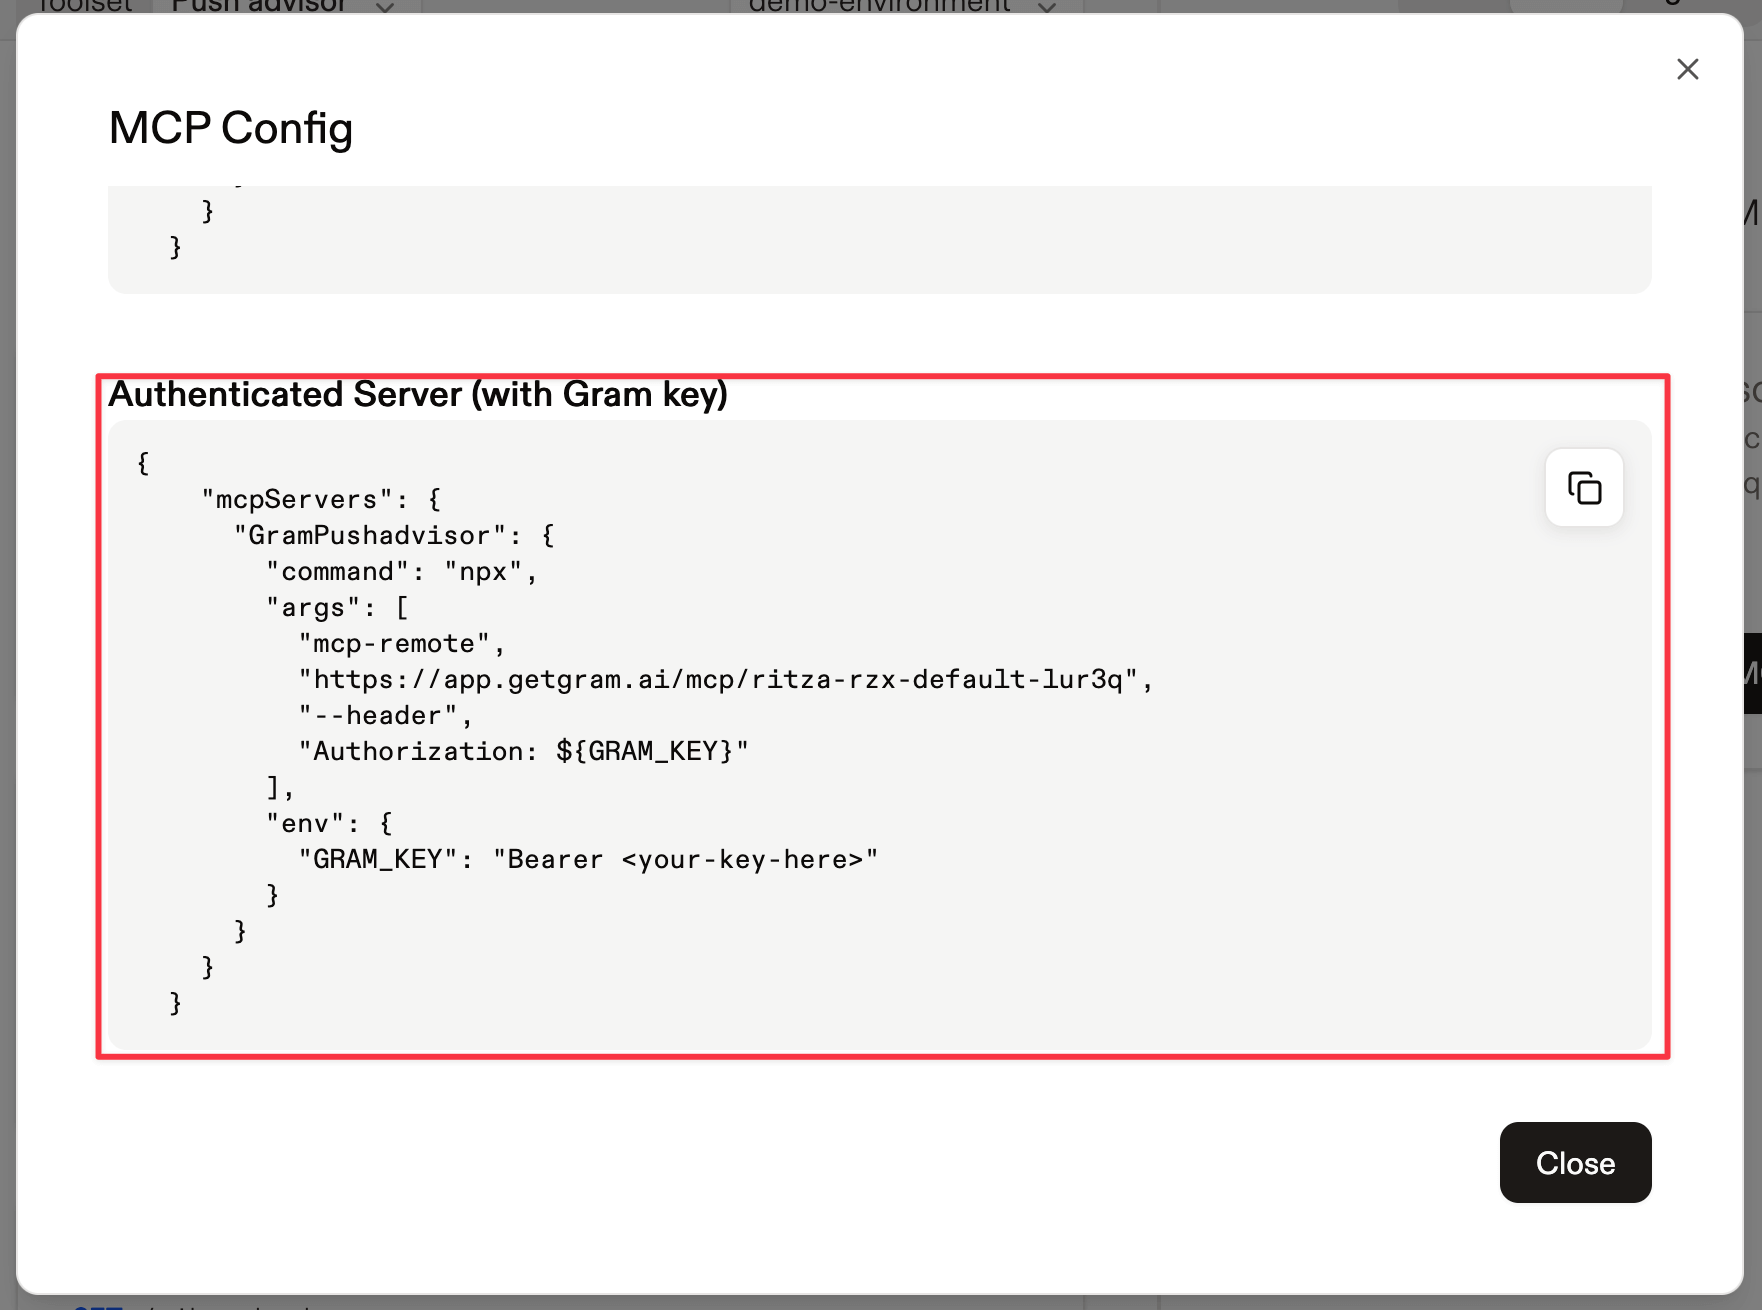 Toolset Push advisor demo-environment
MCP Config
}
}
Authenticated Server (with Gram key)
{
    "mcpServers": {
      "GramPushadvisor": {
        "command": "npx",
        "args": [
          "mcp-remote",
          "https://app.getgram.ai/mcp/ritza-rzx-default-lur3q",
          "--header",
          "Authorization: ${GRAM_KEY}"
        ],
        "env": {
          "GRAM_KEY": "Bearer <your-key-here>"
        }
      }
    }
  }
Close